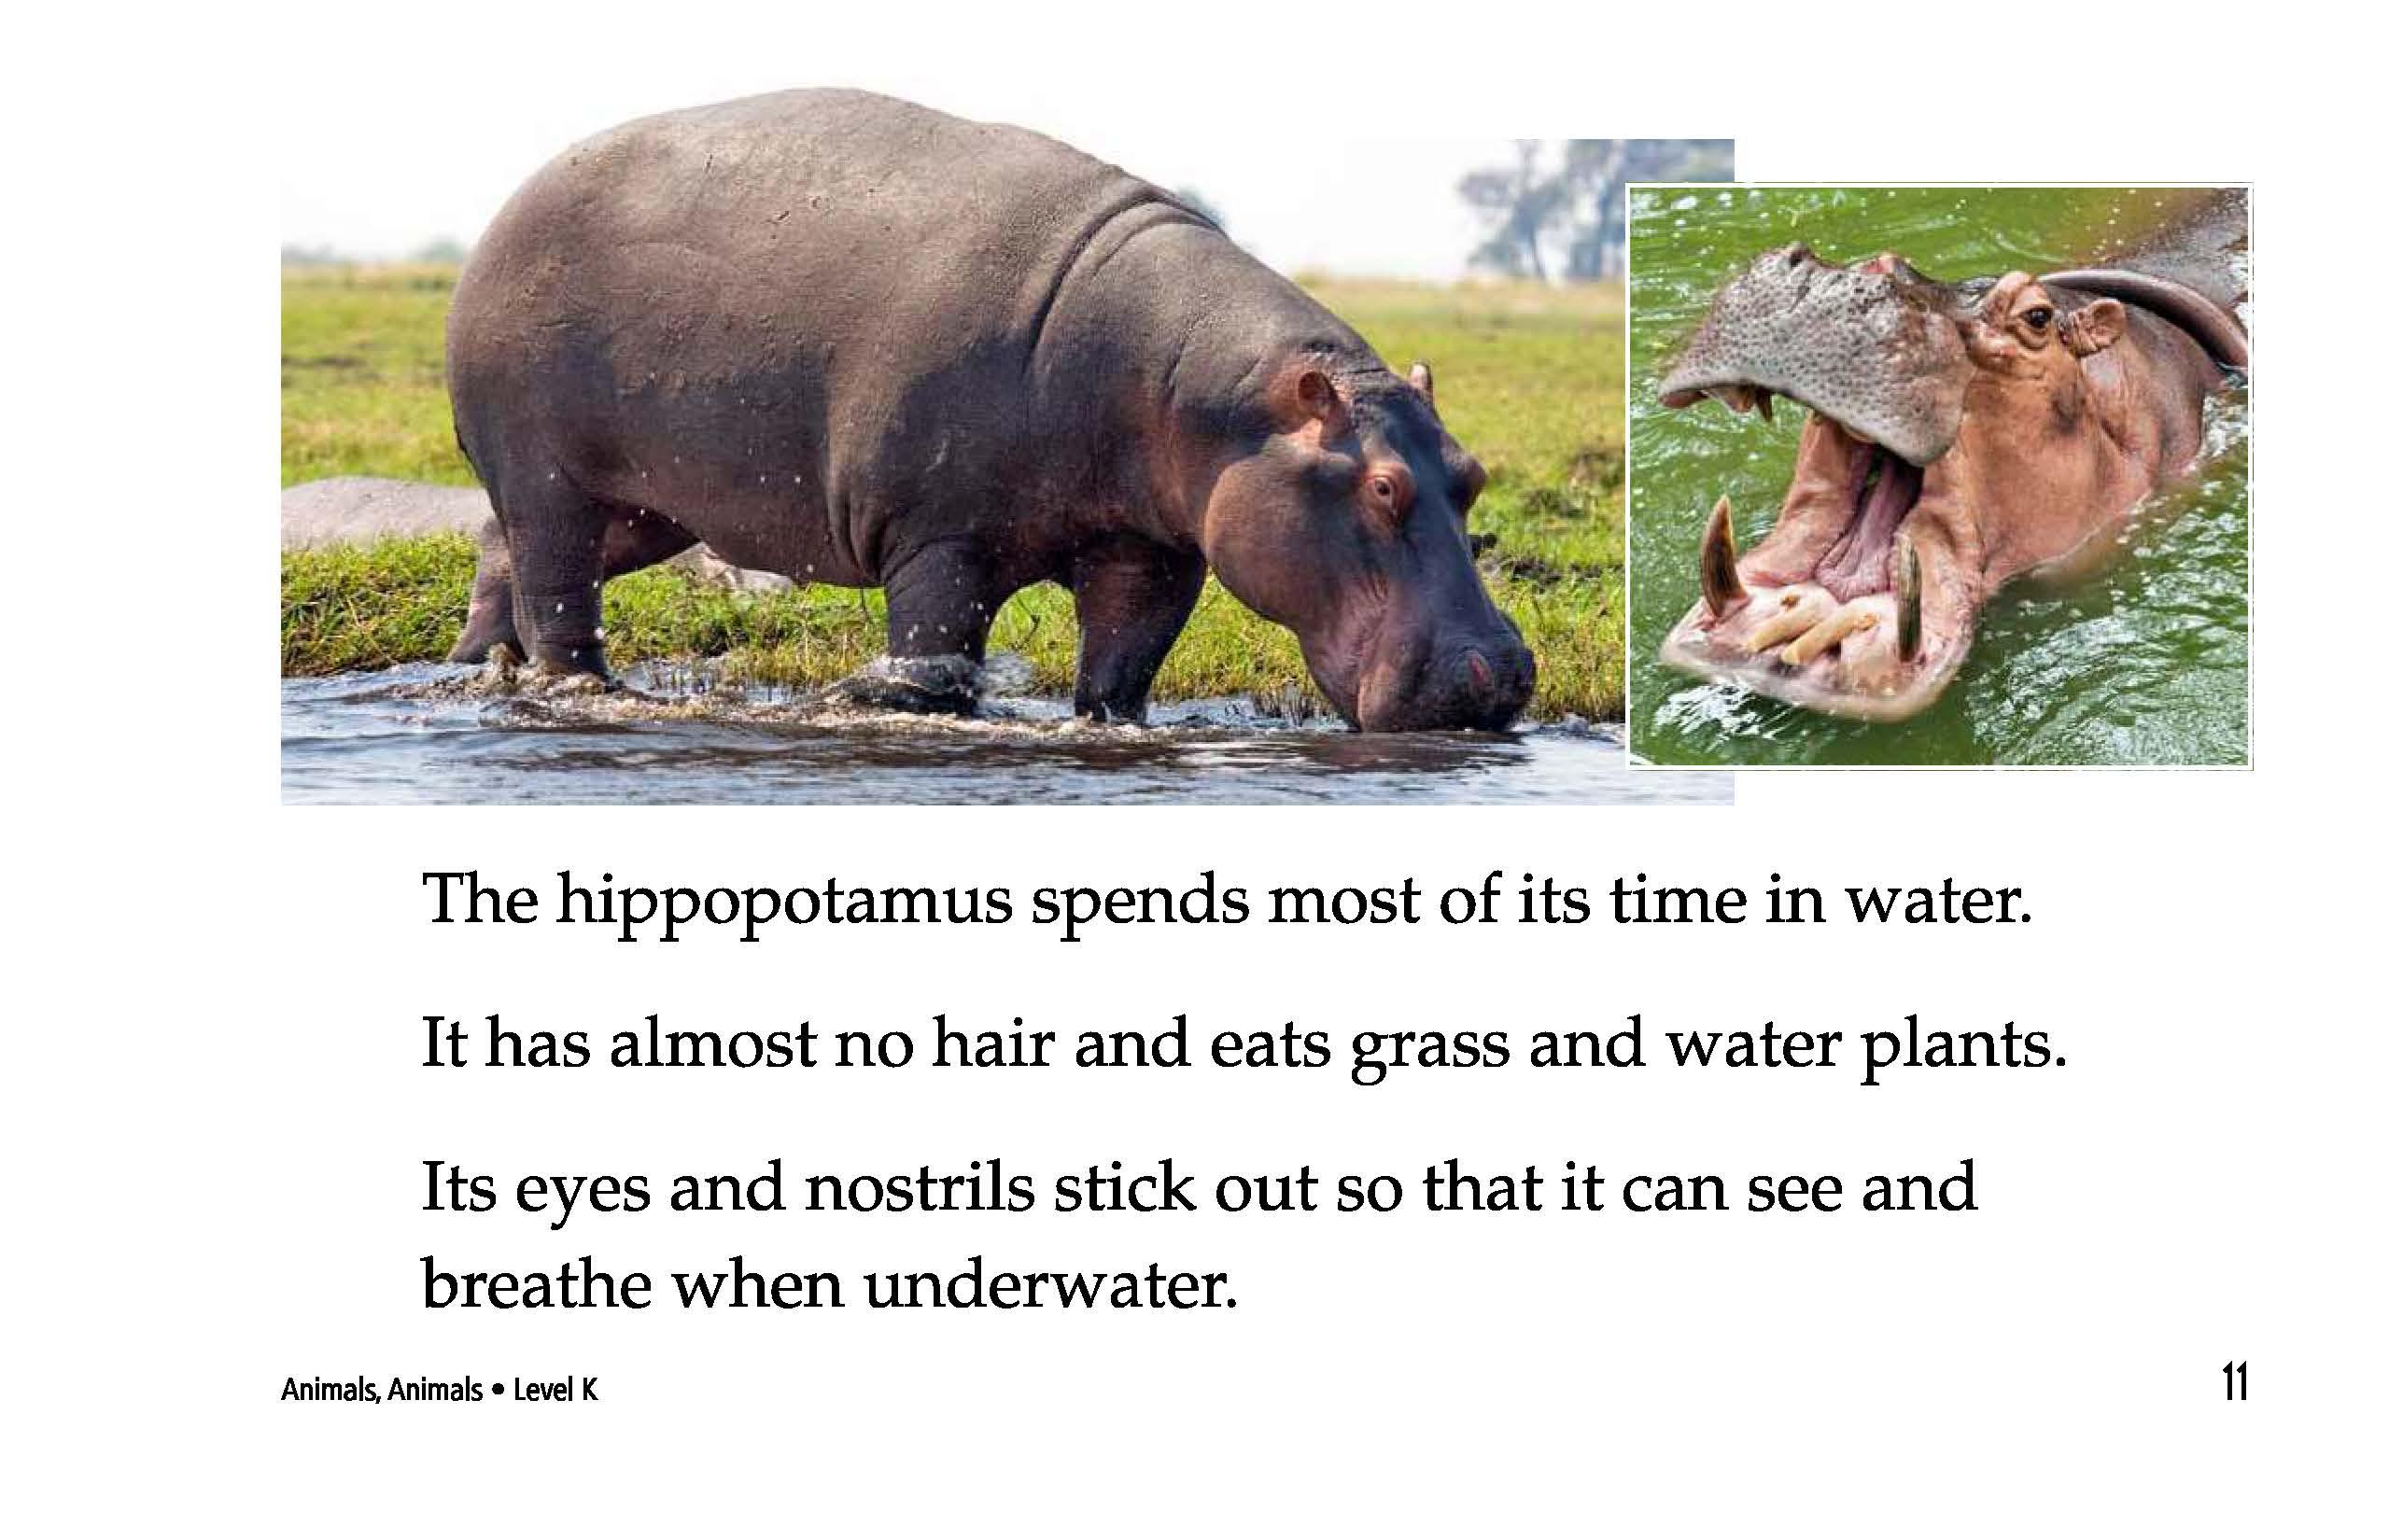 The hippopotamus spends most of its time in water.
It has almost no hair and eats grass and water plants.
Its eyes and nostrils stick out so that it can see and
breathe when underwater.
Animals, Animals • Level K
11